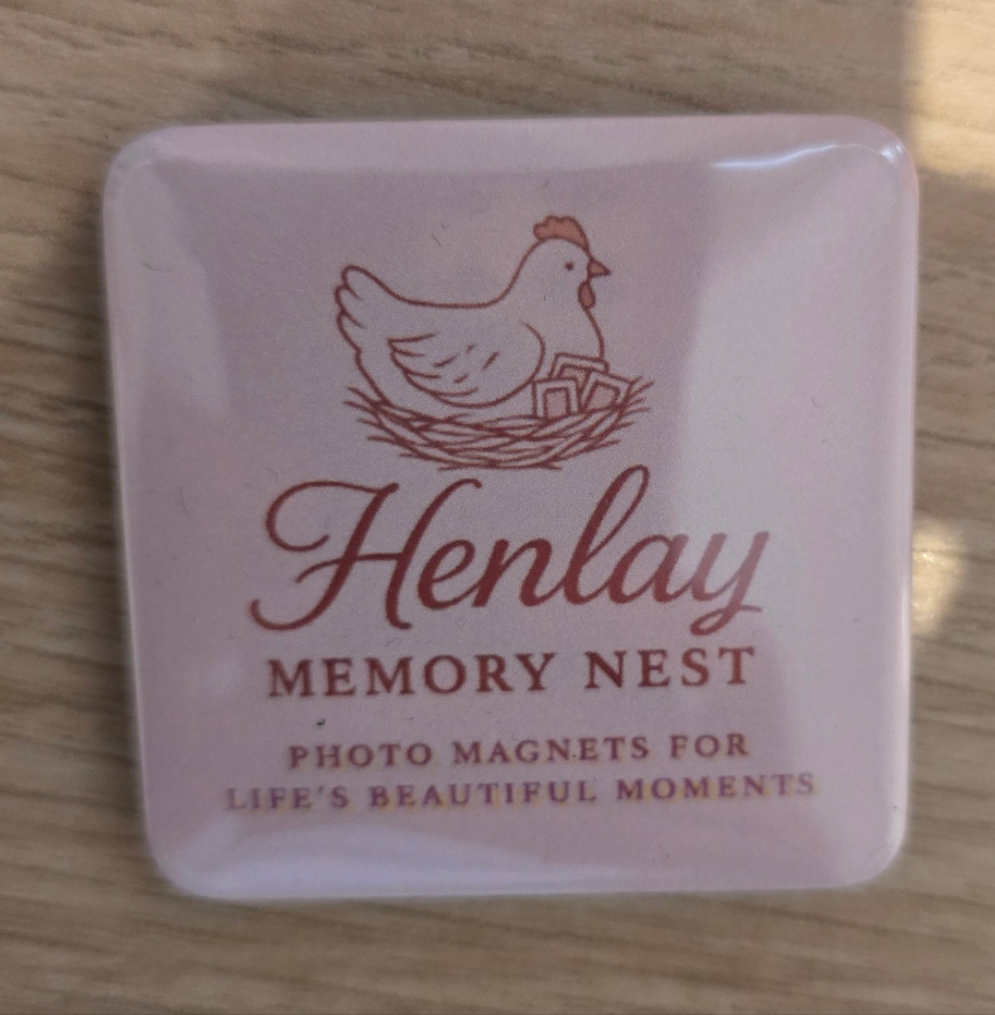 Henlay
MEMORY NEST
PHOTO MAGNETS FOR
LIFE'S BEAUTIFUL MOMENTS